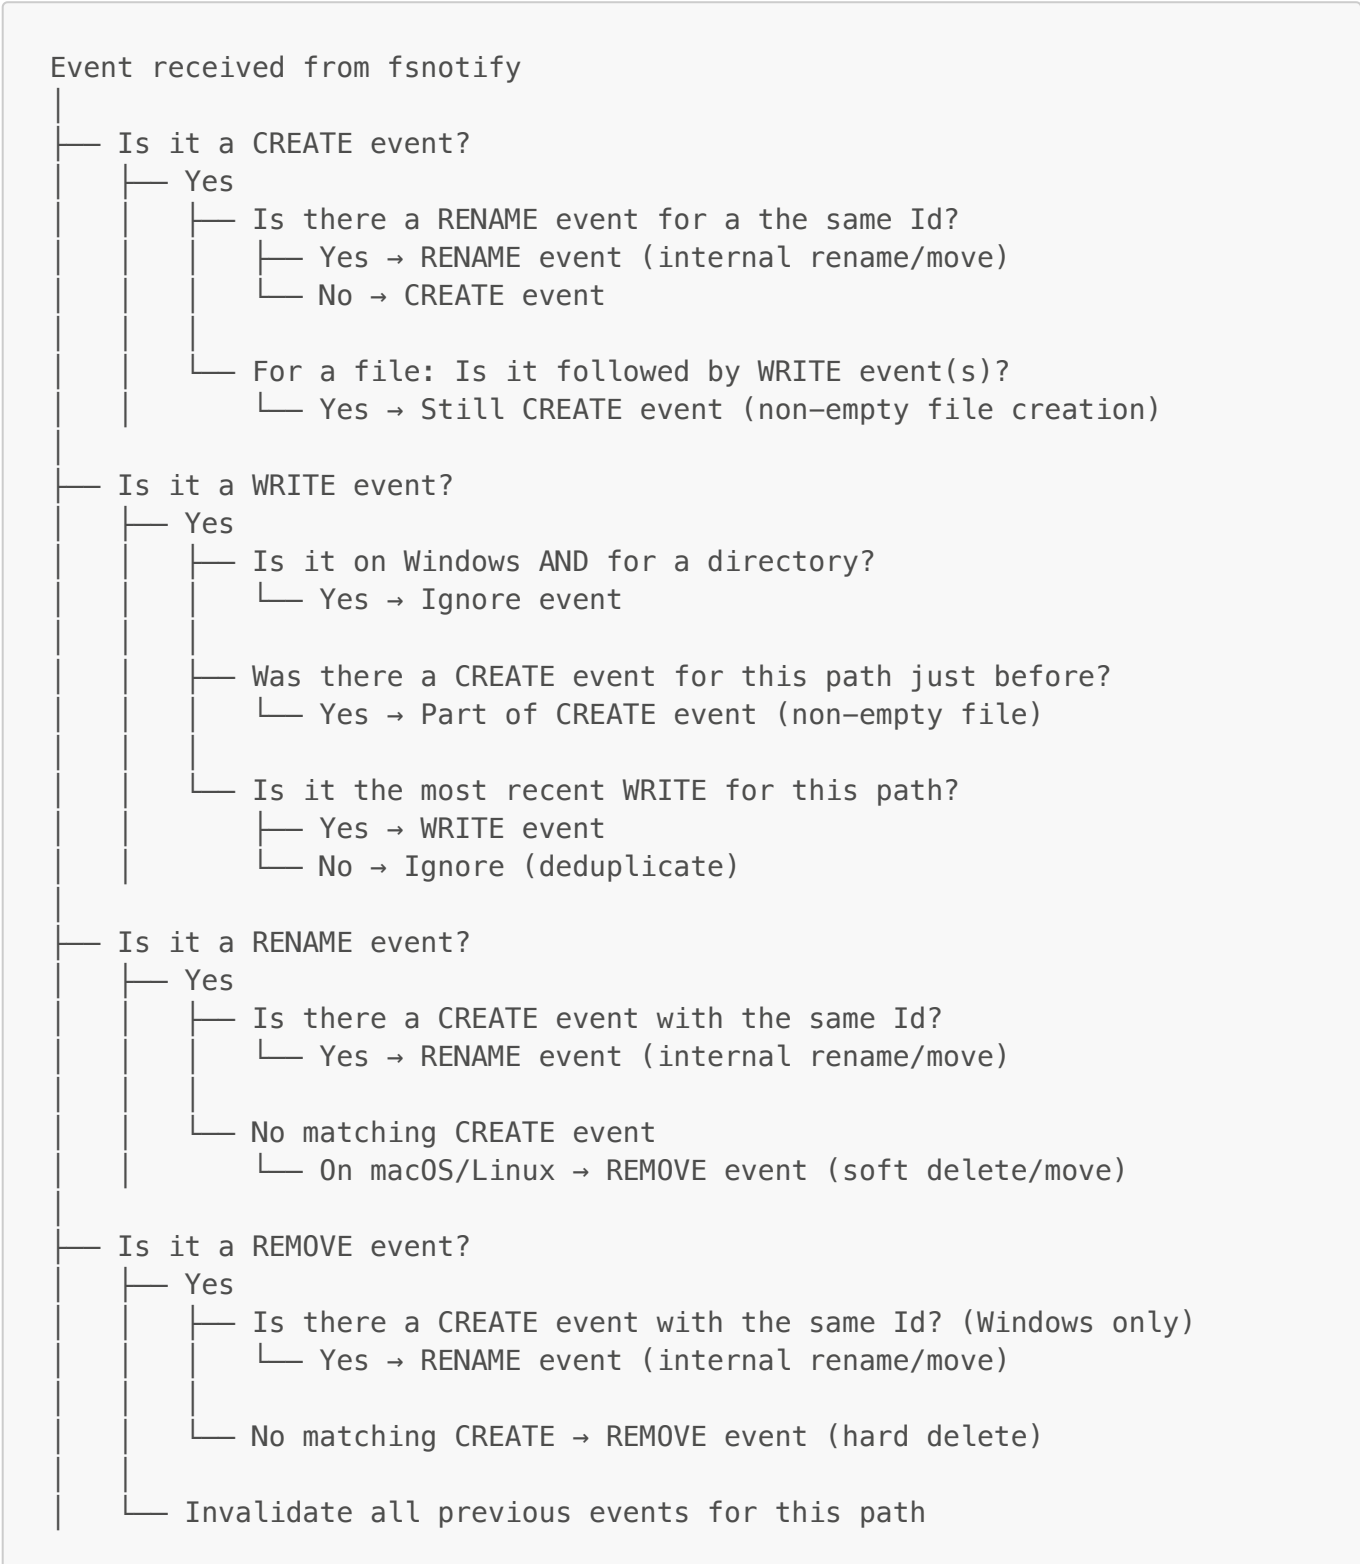 Event received from fsnotify
│
├── Is it a CREATE event?
│   ├── Yes
│   │   ├── Is there a RENAME event for a the same Id?
│   │   │   ├── Yes → RENAME event (internal rename/move)
│   │   │   └── No → CREATE event
│   │   │
│   │   └── For a file: Is it followed by WRITE event(s)?
│   │       └── Yes → Still CREATE event (non-empty file creation)
│
├── Is it a WRITE event?
│   ├── Yes
│   │   ├── Is it on Windows AND for a directory?
│   │   │   └── Yes → Ignore event
│   │   │
│   │   ├── Was there a CREATE event for this path just before?
│   │   │   └── Yes → Part of CREATE event (non-empty file)
│   │   │
│   │   └── Is it the most recent WRITE for this path?
│   │       ├── Yes → WRITE event
│   │       └── No → Ignore (deduplicate)
│
├── Is it a RENAME event?
│   ├── Yes
│   │   ├── Is there a CREATE event with the same Id?
│   │   │   └── Yes → RENAME event (internal rename/move)
│   │   │
│   │   └── No matching CREATE event
│   │       └── On macOS/Linux → REMOVE event (soft delete/move)
│
├── Is it a REMOVE event?
│   ├── Yes
│   │   ├── Is there a CREATE event with the same Id? (Windows only)
│   │   │   └── Yes → RENAME event (internal rename/move)
│   │   │
│   │   └── No matching CREATE → REMOVE event (hard delete)
│   │
│   └── Invalidate all previous events for this path